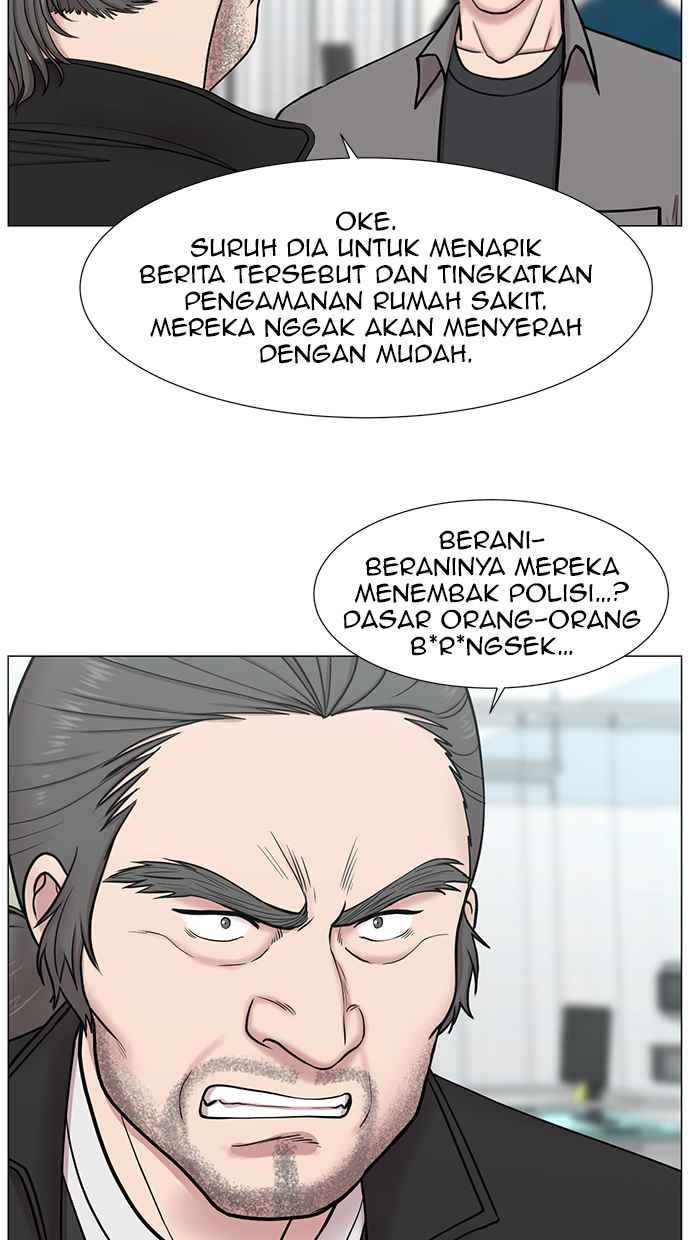 OKE.
SURUH DIA UNTUK MENARIK
BERITA TERSEBUT DAN TINGKATKAN
PENGAMANAN RUMAH SAKIT.
MEREKA NGGAK AKAN MENYERAH
DENGAN MUDAH.
BERANI-
BERANINYA MEREKA
MENEMBAK POLISI...?
DASAR ORANG-ORANG
B*R*NGSEK...